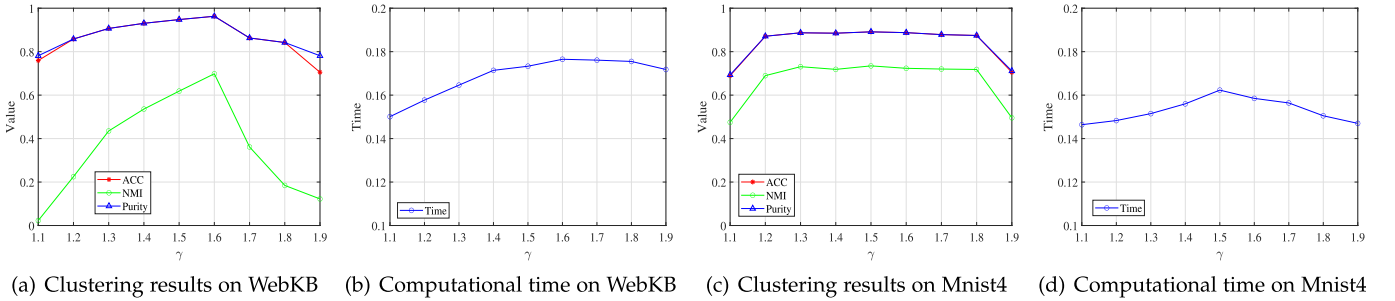 1
0.8
0.6
0.4
0.2
0
Value
1.1 1.2 1.3 1.4 1.5 1.6 1.7 1.8 1.9
γ
ACC
NMI
Purity
(a) Clustering results on WebKB
0.2
0.18
0.16
0.14
0.12
0.1
Time
1.1 1.2 1.3 1.4 1.5 1.6 1.7 1.8 1.9
γ
Time
(b) Computational time on WebKB
1
0.8
0.6
0.4
0.2
0
Value
1.1 1.2 1.3 1.4 1.5 1.6 1.7 1.8 1.9
γ
ACC
NMI
Purity
(c) Clustering results on Mnist4
0.2
0.18
0.16
0.14
0.12
0.1
Time
1.1 1.2 1.3 1.4 1.5 1.6 1.7 1.8 1.9
γ
Time
(d) Computational time on Mnist4